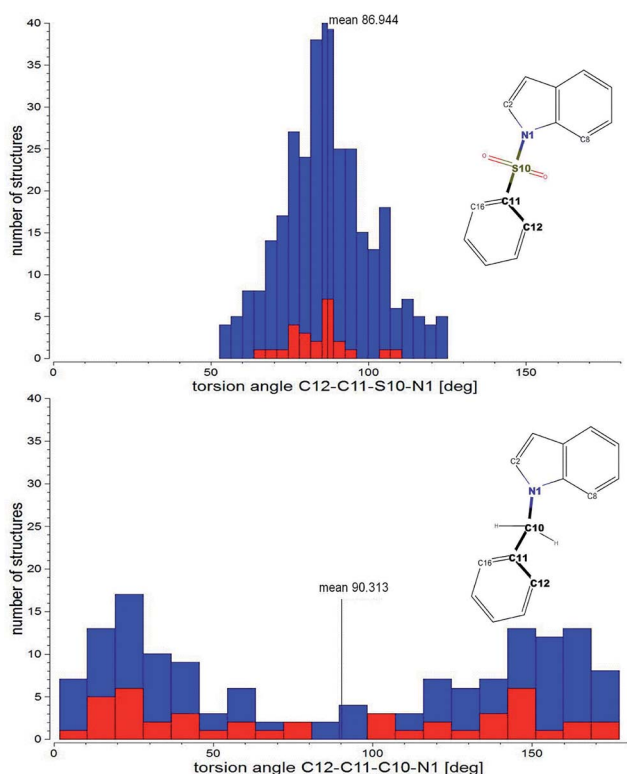 mean 86.944
40
35
30
25
20
15
10
5
0
number of structures
C2
N1
C8
O
S10
O
C11
C16
C12
0
50
100
150
torsion angle C12-C11-S10-N1 [deg]
40
35
30
25
20
15
10
5
0
number of structures
mean 90.313
C2
N1
C8
H
C10
H
C11
C16
C12
0
50
100
150
torsion angle C12-C11-C10-N1 [deg]